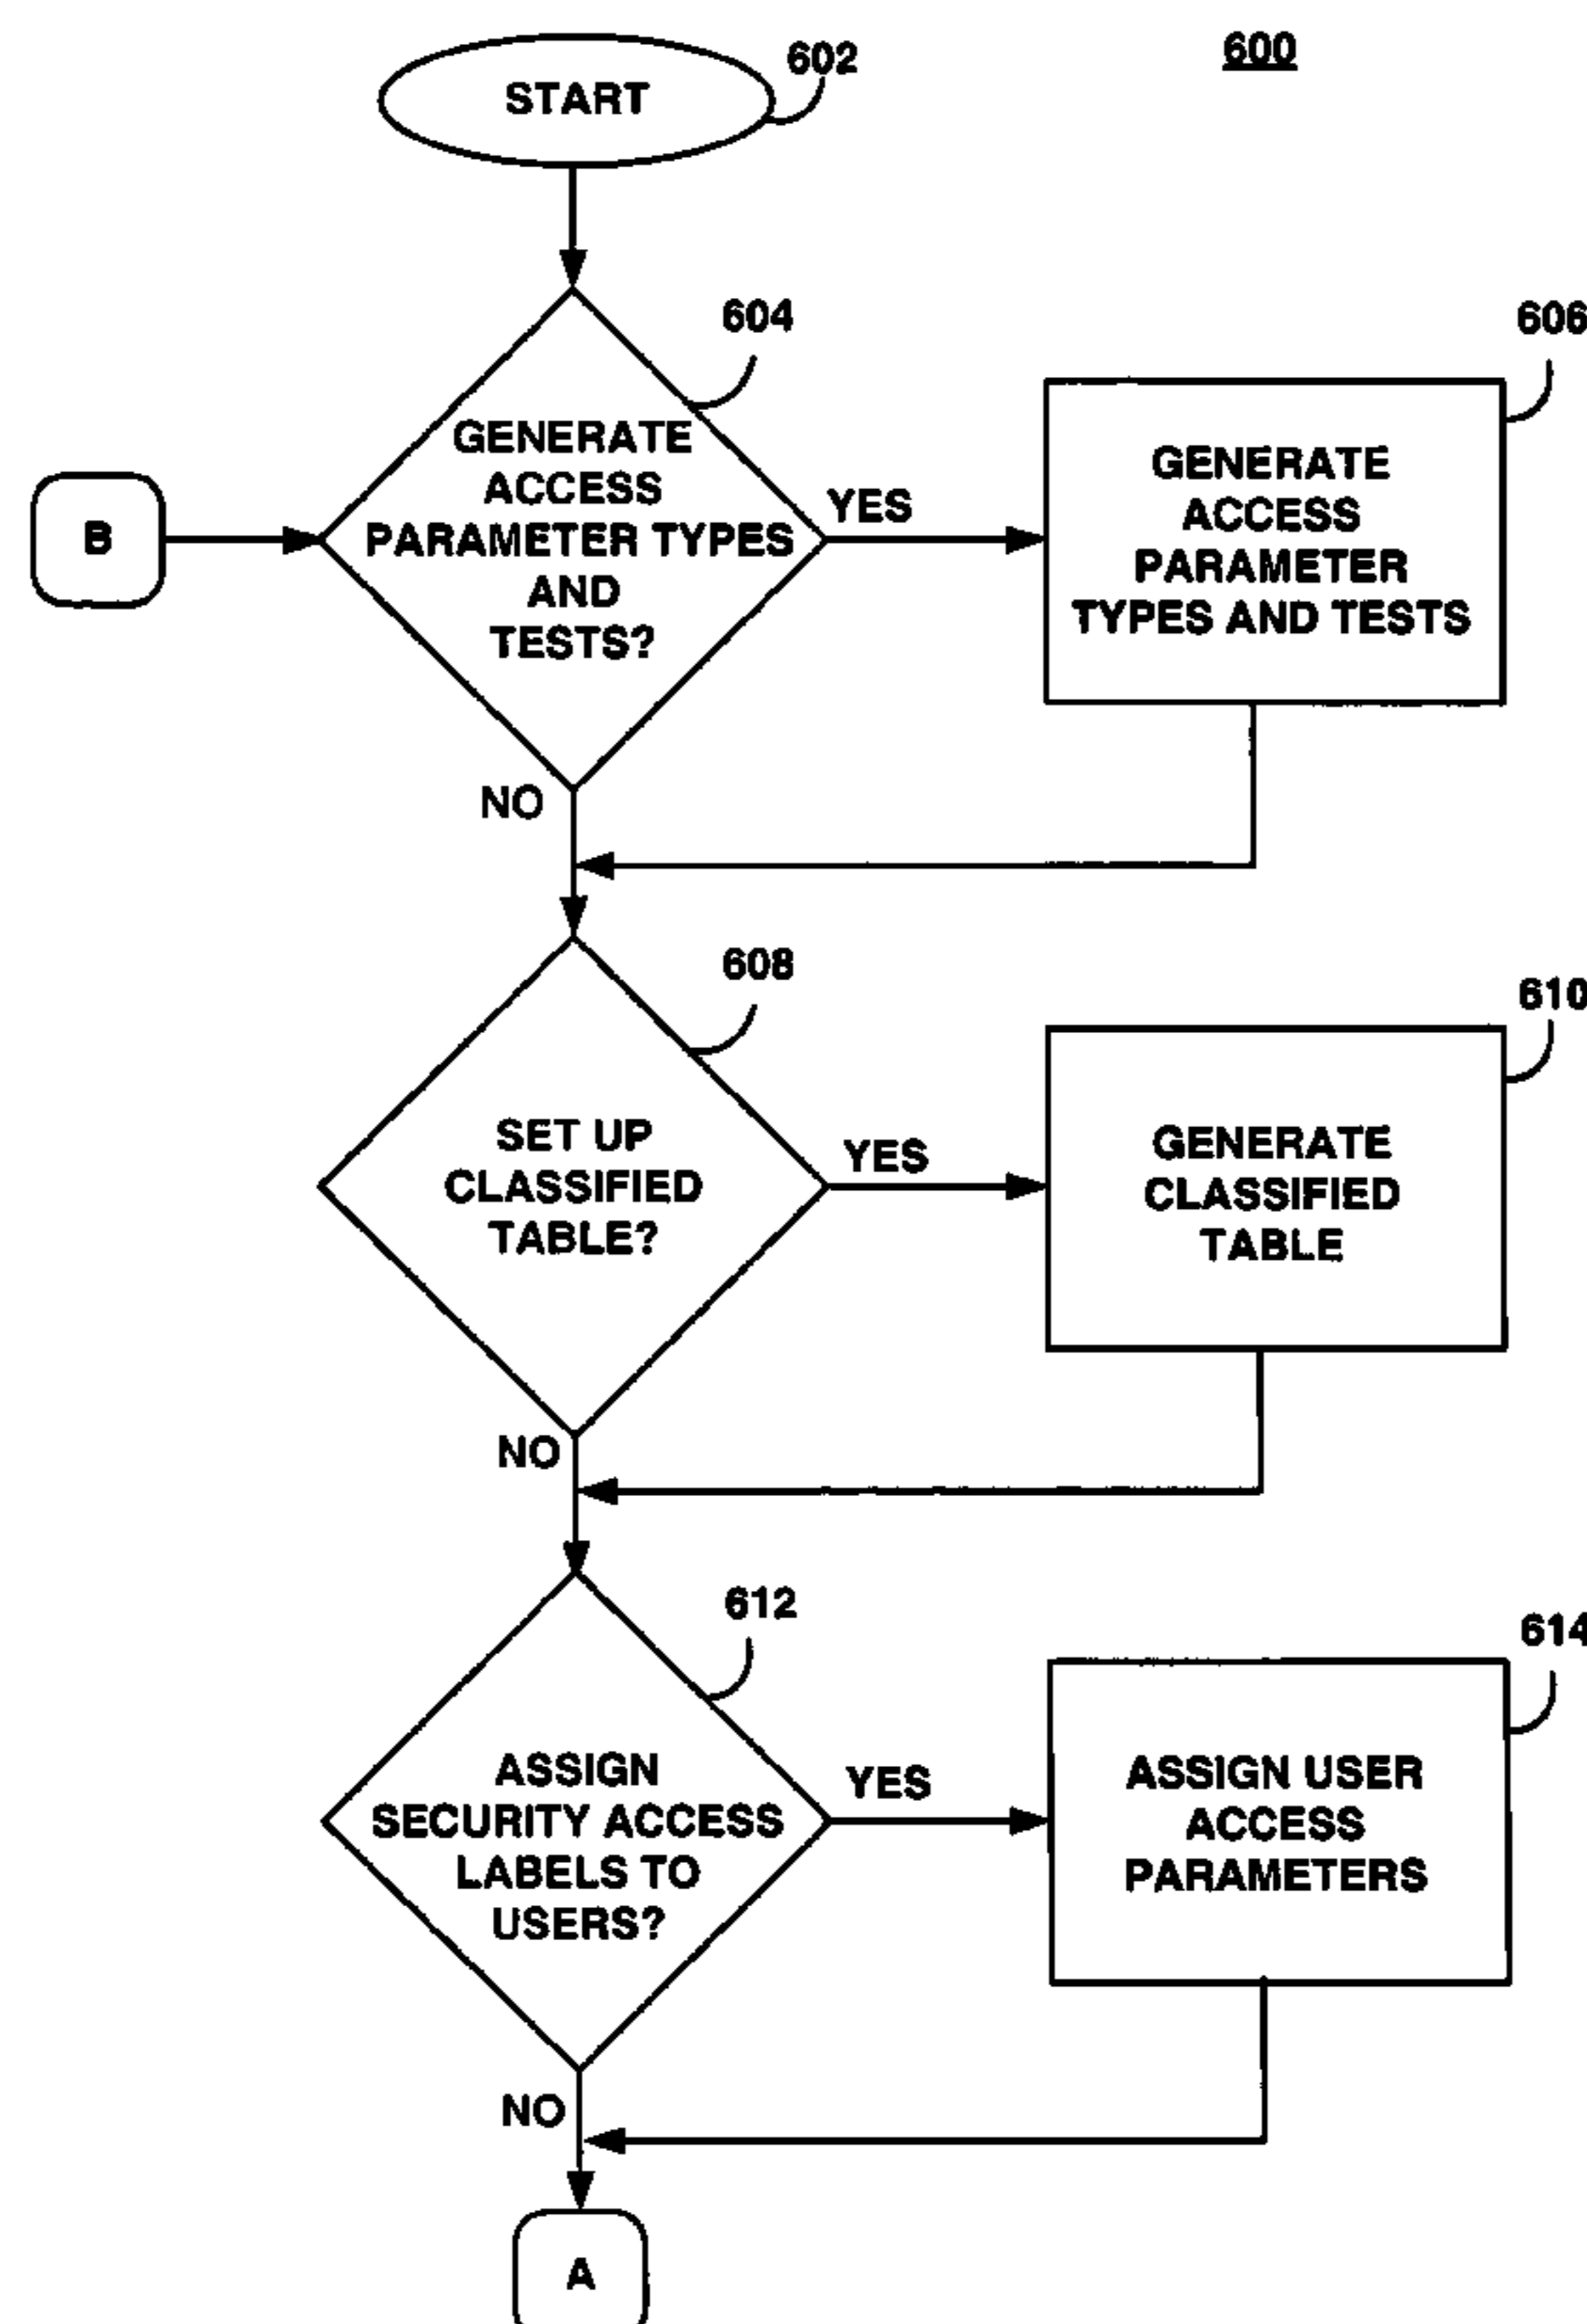 600
START
602
604
GENERATE
ACCESS
PARAMETER TYPES
AND
TESTS?
B
YES
606
GENERATE
ACCESS
PARAMETER
TYPES AND TESTS
NO
608
SET UP
CLASSIFIED
TABLE?
YES
610
GENERATE
CLASSIFIED
TABLE
NO
612
ASSIGN
SECURITY ACCESS
LABELS TO
USERS?
YES
614
ASSIGN USER
ACCESS
PARAMETERS
NO
A